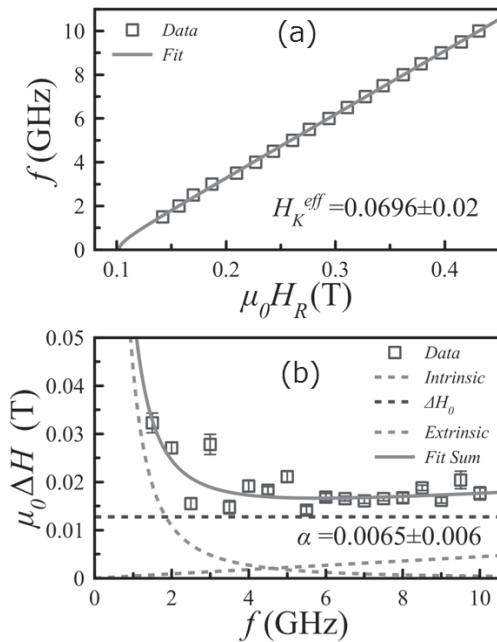 (a)
Data
Fit
10
8
6
4
2
0
f (GHz)
H_K^eff =0.0696±0.02
0.1 0.2 0.3 0.4
μ₀H_R(T)
(b)
0.05
0.04
0.03
0.02
0.01
0
μ₀ΔH (T)
Data
Intrinsic
ΔH₀
Extrinsic
Fit Sum
α =0.0065±0.006
0 2 4 6 8 10
f (GHz)